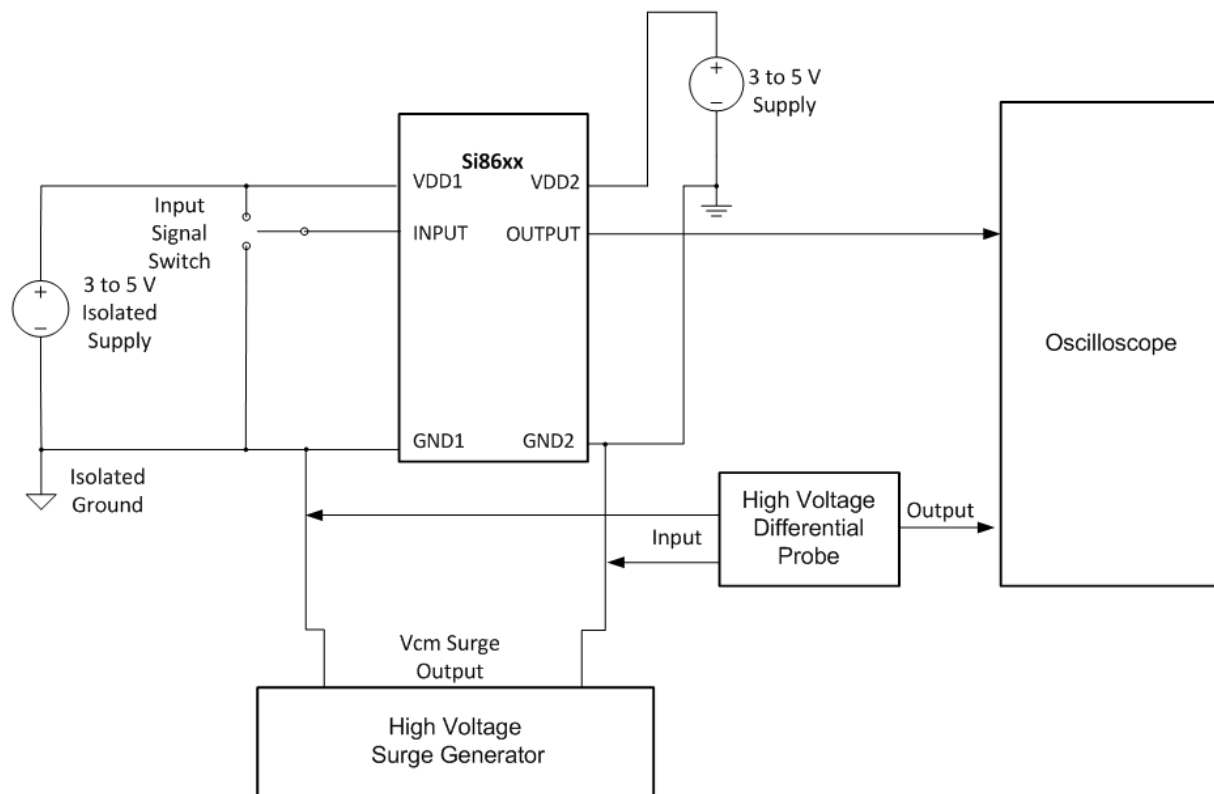 3 to 5 V
Supply
Si86xx
VDD1
VDD2
Input
Signal
Switch
INPUT
OUTPUT
3 to 5 V
Isolated
Supply
+
−
+
−
Oscilloscope
GND1
GND2
Isolated
Ground
High Voltage
Differential
Probe
Input
Output
Vcm Surge
Output
High Voltage
Surge Generator